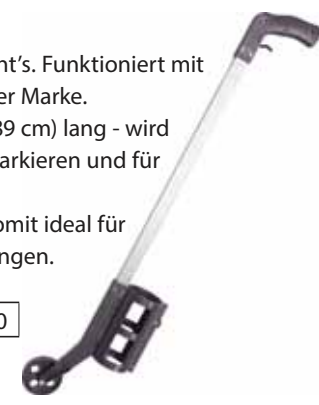 nt's. Funktioniert mit
er Marke.
39 cm) lang - wird
arkieren und für
omit ideal für
ngen.
0